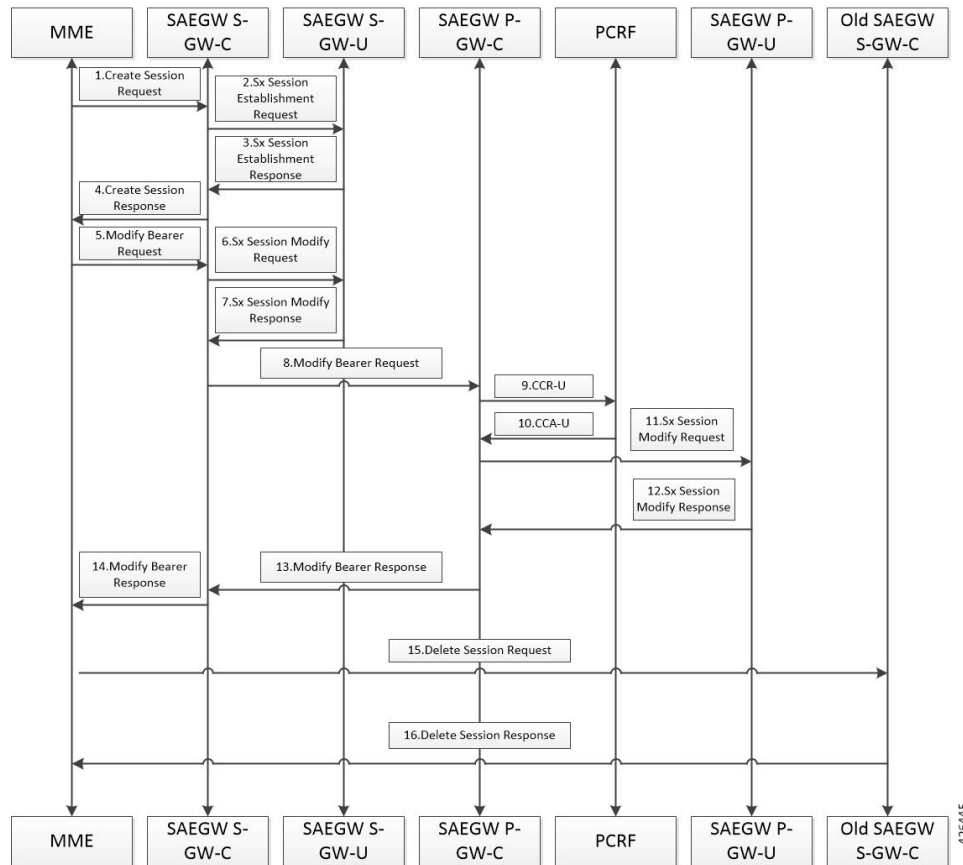 MME
SAEGW S-
GW-C
SAEGW S-
GW-U
SAEGW P-
GW-C
PCRF
SAEGW P-
GW-U
Old SAEGW
S-GW-C
1.Create Session
Request
2.Sx Session
Establishment
Request
3.Sx Session
Establishment
Response
4.Create Session
Response
5.Modify Bearer
Request
6.Sx Session Modify
Request
7.Sx Session Modify
Response
8.Modify Bearer Request
9.CCR-U
10.CCA-U
11.Sx Session
Modify Request
12.Sx Session
Modify Response
13.Modify Bearer Response
14.Modify Bearer
Response
15.Delete Session Request
16.Delete Session Response
MME
SAEGW S-
GW-C
SAEGW S-
GW-U
SAEGW P-
GW-C
PCRF
SAEGW P-
GW-U
Old SAEGW
S-GW-C
426445